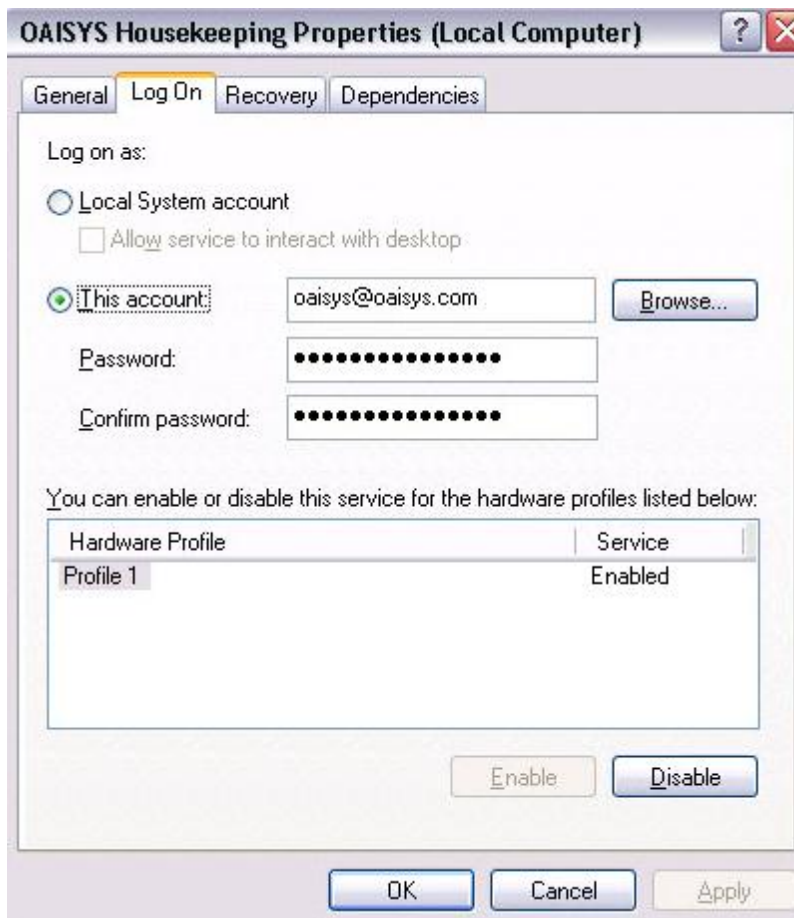 OAISYS Housekeeping Properties (Local Computer)
General Log On Recovery Dependencies
Log on as:
Local System account
Allow service to interact with desktop
This account: oaisys@oaisys.com Browse...
Password: •••••••••••••••
Confirm password: •••••••••••••••
You can enable or disable this service for the hardware profiles listed below:
Hardware Profile Service
Profile 1 Enabled
Enable Disable
OK Cancel Apply